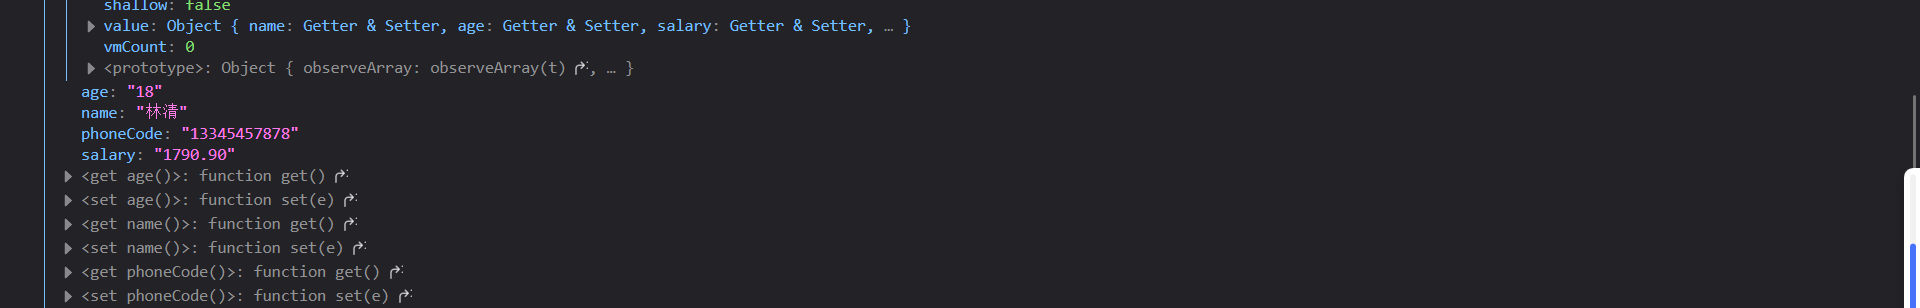 shallow: false
value: Object { name: Getter & Setter, age: Getter & Setter, salary: Getter & Setter, … }
vmCount: 0
<prototype>: Object { observeArray: observeArray(t), … }
age: "18"
name: "林清"
phoneCode: "13345457878"
salary: "1790.90"
<get age()>: function get()
<set age()>: function set(e)
<get name()>: function get()
<set name()>: function set(e)
<get phoneCode()>: function get()
<set phoneCode()>: function set(e)